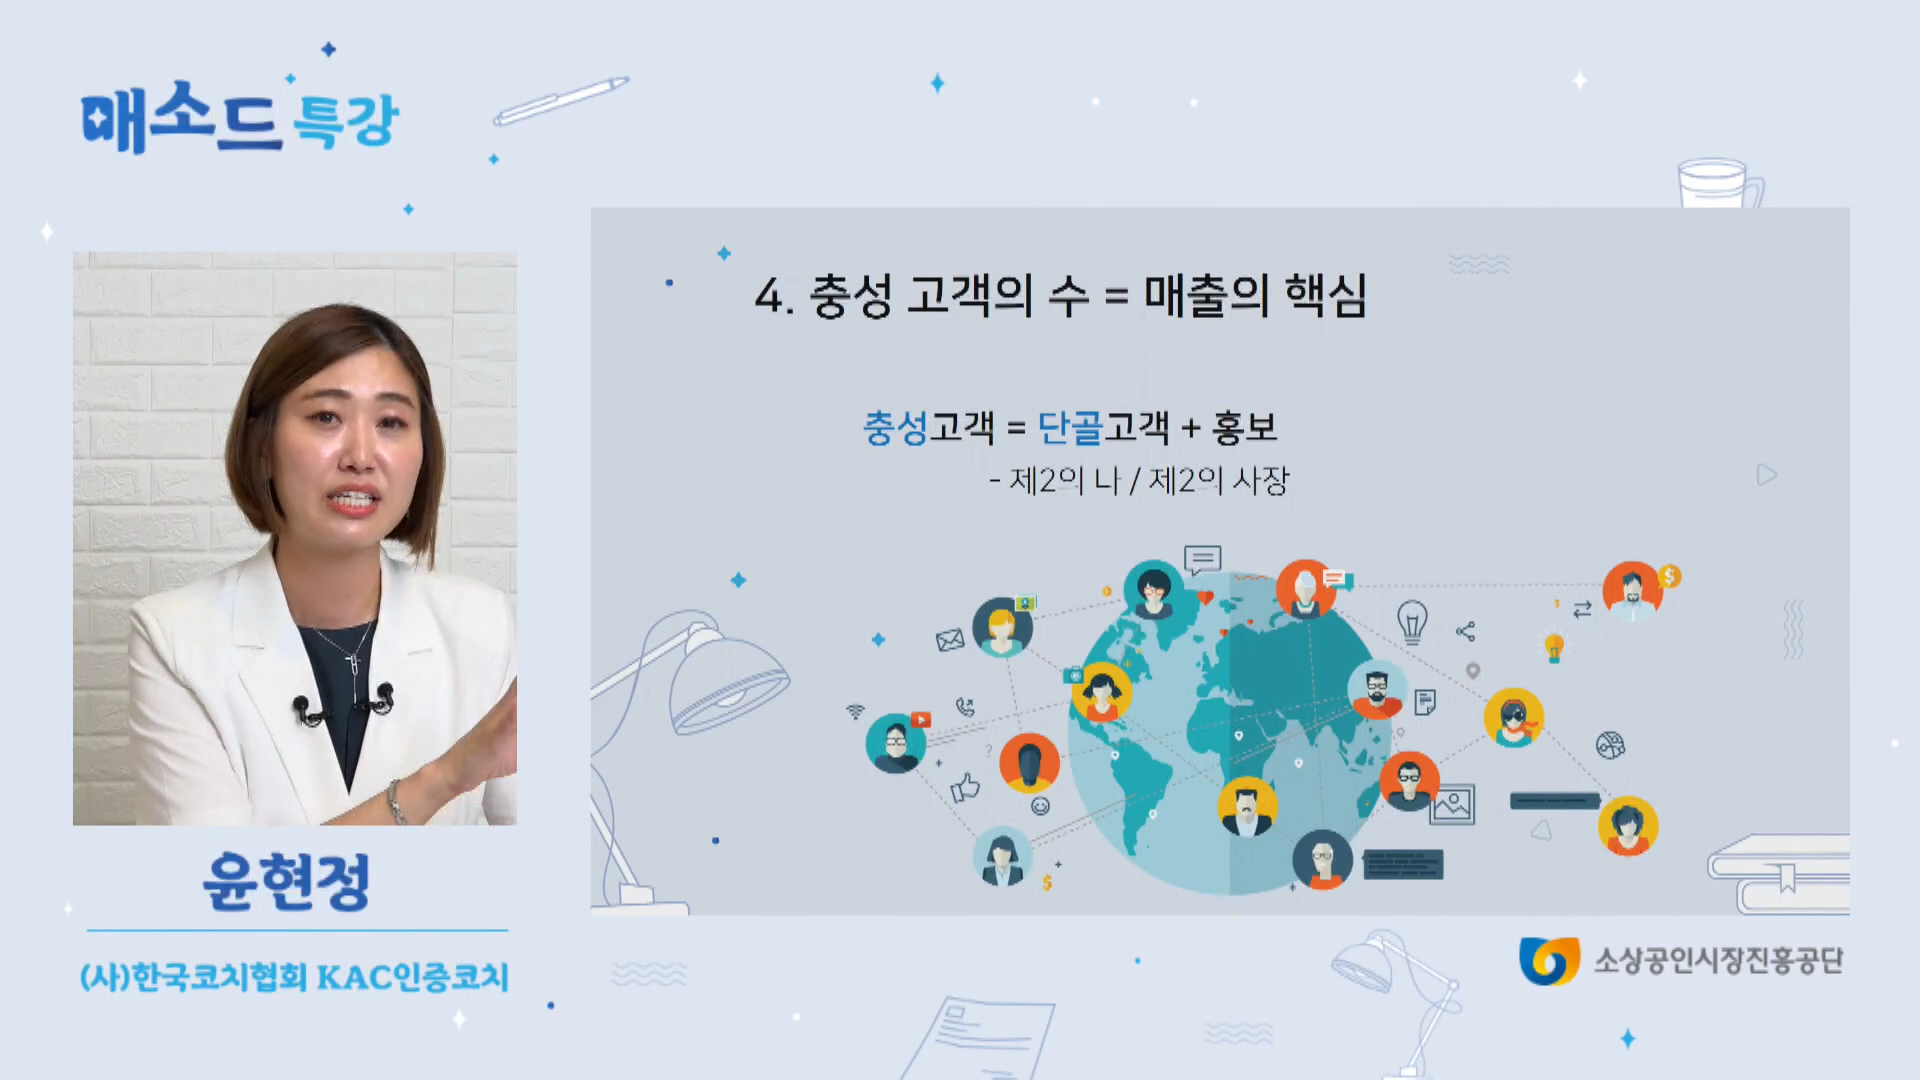 매소드 특강
4. 충성 고객의 수 = 매출의 핵심
충성고객 = 단골고객 + 홍보
- 제2의 나 / 제2의 사장
윤현정
(사)한국코치협회 KAC인증코치
소상공인시장진흥공단